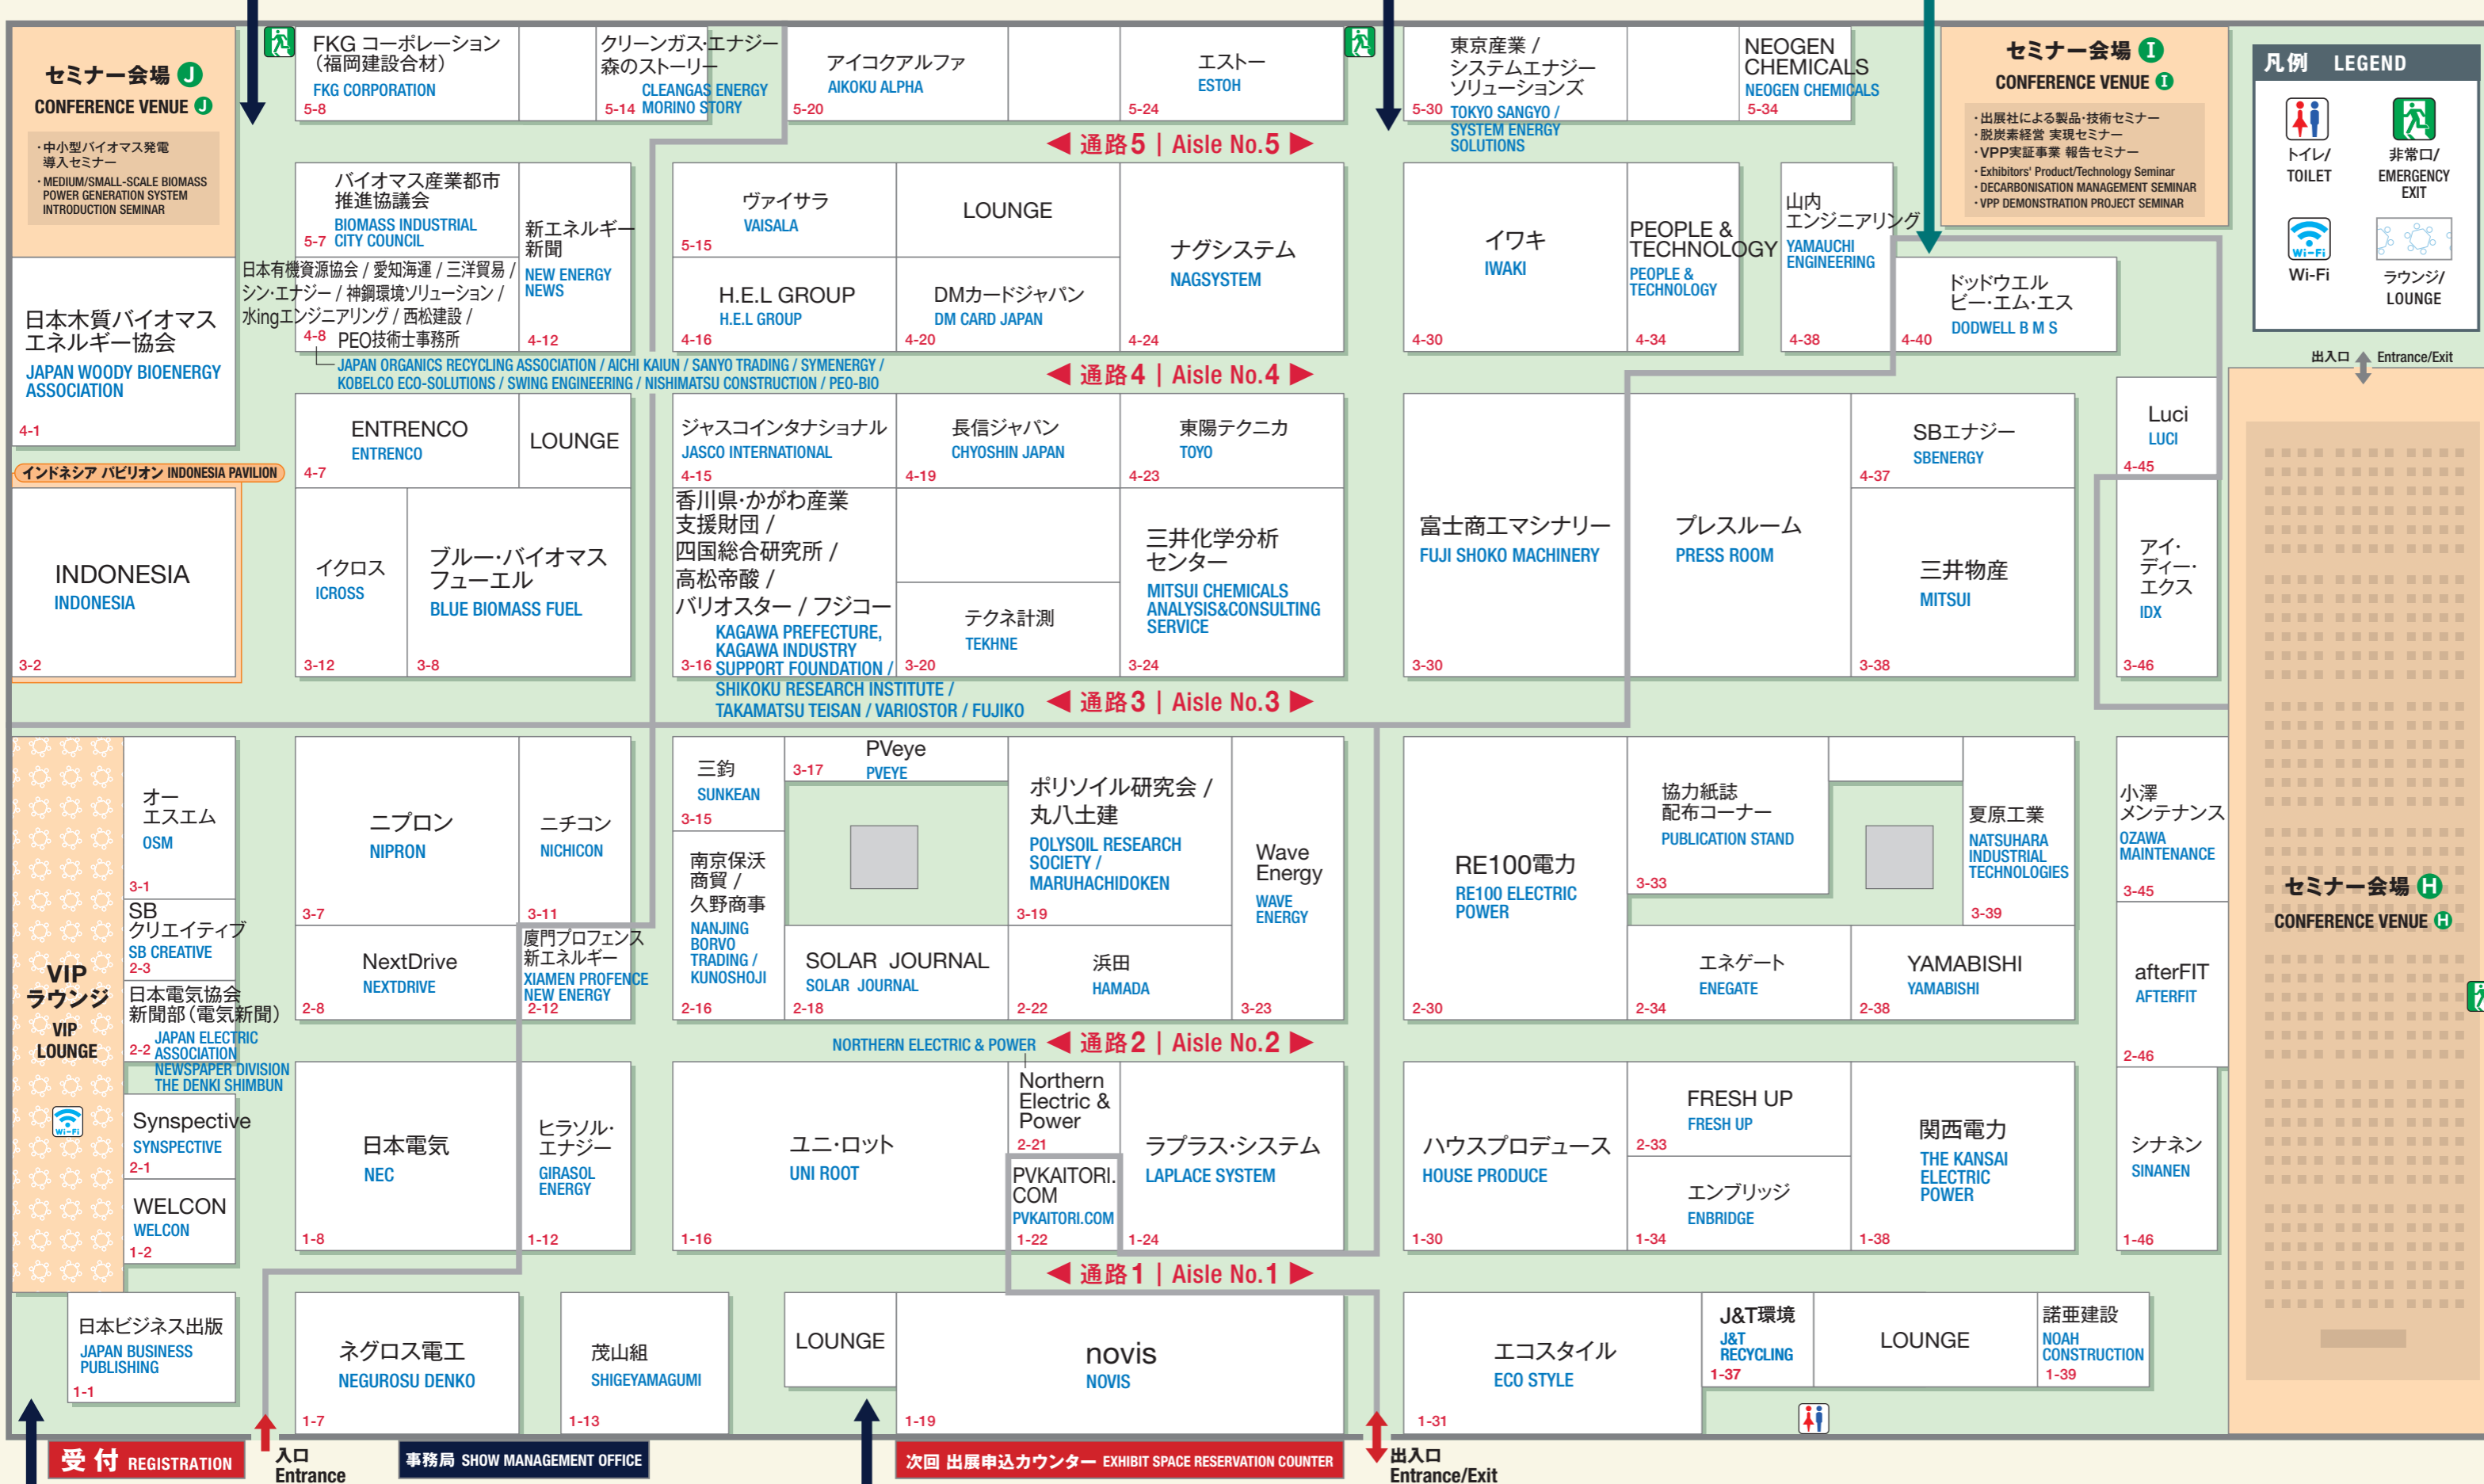 セミナー会場 J
CONFERENCE VENUE J
・中小型バイオマス発電
導入セミナー
・MEDIUM/SMALL-SCALE BIOMASS
POWER GENERATION SYSTEM
INTRODUCTION SEMINAR
FKG コーポレーション
（福岡建設合材）
FKG CORPORATION
5-8
クリーンガス・エナジー
森のストーリー
CLEANGAS ENERGY
5-14 MORINO STORY
アイコクアルファ
AIKOKU ALPHA
5-20
エストー
ESTOH
5-24
東京産業 /
システムエナジー
ソリューションズ
5-30 TOKYO SANGYO /
SYSTEM ENERGY
SOLUTIONS
NEOGEN
CHEMICALS
NEOGEN CHEMICALS
5-34
セミナー会場 I
CONFERENCE VENUE I
・出展社による製品・技術セミナー
・脱炭素経営 実現セミナー
・VPP実証事業 報告セミナー
・Exhibitors' Product/Technology Seminar
・DECARBONISATION MANAGEMENT SEMINAR
・VPP DEMONSTRATION PROJECT SEMINAR
凡例 LEGEND
トイレ/
TOILET
非常口/
EMERGENCY
EXIT
Wi-Fi
Wi-Fi
ラウンジ/
LOUNGE
◀ 通路5 | Aisle No.5 ▶
バイオマス産業都市
推進協議会
BIOMASS INDUSTRIAL
5-7 CITY COUNCIL
新エネルギー
新聞
NEW ENERGY
NEWS
4-12
日本有機資源協会 / 愛知海運 / 三洋貿易 /
シン・エナジー / 神鋼環境ソリューション /
水ingエンジニアリング / 西松建設 /
4-8 PEO技術士事務所
JAPAN ORGANICS RECYCLING ASSOCIATION / AICHI KAIUN / SANYO TRADING / SYMENERGY /
KOBELCO ECO-SOLUTIONS / SWING ENGINEERING / NISHIMATSU CONSTRUCTION / PEO-BIO
ヴァイサラ
VAISALA
5-15
LOUNGE
ナグシステム
NAGSYSTEM
4-24
H.E.L GROUP
H.E.L GROUP
4-16
DMカードジャパン
DM CARD JAPAN
4-20
イワキ
IWAKI
4-30
PEOPLE &
TECHNOLOGY
PEOPLE &
TECHNOLOGY
4-34
山内
エンジニアリング
YAMAUCHI
ENGINEERING
4-38
ドッドウエル
ビー・エム・エス
DODWELL B M S
4-40
出入口 Entrance/Exit
日本木質バイオマス
エネルギー協会
JAPAN WOODY BIOENERGY
ASSOCIATION
4-1
◀ 通路4 | Aisle No.4 ▶
ENTRENCO
ENTRENCO
4-7
LOUNGE
ジャスコインタナショナル
JASCO INTERNATIONAL
4-15
長信ジャパン
CHYOSHIN JAPAN
4-19
東陽テクニカ
TOYO
4-23
SBエナジー
SBENERGY
4-37
Luci
LUCI
4-45
インドネシア パビリオン INDONESIA PAVILION
INDONESIA
INDONESIA
3-2
イクロス
ICROSS
3-12
ブルー・バイオマス
フューエル
BLUE BIOMASS FUEL
3-8
香川県・かがわ産業
支援財団 /
四国総合研究所 /
高松帝酸 /
バリオスター / フジコー
KAGAWA PREFECTURE,
KAGAWA INDUSTRY
3-16 SUPPORT FOUNDATION /
SHIKOKU RESEARCH INSTITUTE /
TAKAMATSU TEISAN / VARIOSTOR / FUJIKO
テクネ計測
TEKHNE
3-20
三井化学分析
センター
MITSUI CHEMICALS
ANALYSIS&CONSULTING
SERVICE
3-24
富士商工マシナリー
FUJI SHOKO MACHINERY
3-30
プレスルーム
PRESS ROOM
三井物産
MITSUI
3-38
アイ・
ディー・
エクス
IDX
3-46
◀ 通路3 | Aisle No.3 ▶
オー
エスエム
OSM
3-1
SB
クリエイティブ
SB CREATIVE
2-3
日本電気協会
新聞部（電気新聞）
2-2 JAPAN ELECTRIC
ASSOCIATION
NEWSPAPER DIVISION
THE DENKI SHIMBUN
VIP
ラウンジ
VIP
LOUNGE
Wi-Fi
ニプロン
NIPRON
3-7
ニチコン
NICHICON
3-11
NextDrive
NEXTDRIVE
2-8
廈門プロフェンス
新エネルギー
XIAMEN PROFENCE
NEW ENERGY
2-12
三鈞
SUNKEAN
3-15
PVeye
3-17 PVEYE
南京保沃
商貿 /
久野商事
NANJING
BORVO
TRADING /
KUNOSHOJI
2-16
SOLAR JOURNAL
SOLAR JOURNAL
2-18
ポリソイル研究会 /
丸八土建
POLYSOIL RESEARCH
SOCIETY /
MARUHACHIDOKEN
3-19
浜田
HAMADA
2-22
Wave
Energy
WAVE
ENERGY
3-23
RE100電力
RE100 ELECTRIC
POWER
2-30
協力紙誌
配布コーナー
PUBLICATION STAND
3-33
夏原工業
NATSUHARA
INDUSTRIAL
TECHNOLOGIES
3-39
エネゲート
ENEGATE
2-34
YAMABISHI
YAMABISHI
2-38
小澤
メンテナンス
OZAWA
MAINTENANCE
3-45
afterFIT
AFTERFIT
2-46
セミナー会場 H
CONFERENCE VENUE H
NORTHERN ELECTRIC & POWER ◀ 通路2 | Aisle No.2 ▶
Synspective
SYNSPECTIVE
2-1
WELCON
WELCON
1-2
日本電気
NEC
1-8
ヒラソル・
エナジー
GIRASOL
ENERGY
1-12
ユニ・ロット
UNI ROOT
1-16
Northern
Electric &
Power
2-21
PVKAITORI.
COM
PVKAITORI.COM
1-22
ラプラス・システム
LAPLACE SYSTEM
1-24
ハウスプロデュース
HOUSE PRODUCE
1-30
FRESH UP
FRESH UP
2-33
エンブリッジ
ENBRIDGE
1-34
関西電力
THE KANSAI
ELECTRIC
POWER
1-38
シナネン
SINANEN
1-46
◀ 通路1 | Aisle No.1 ▶
日本ビジネス出版
JAPAN BUSINESS
PUBLISHING
1-1
ネグロス電工
NEGUROSU DENKO
1-7
茂山組
SHIGEYAMAGUMI
1-13
LOUNGE
novis
NOVIS
1-19
エコスタイル
ECO STYLE
1-31
J&T環境
J&T
RECYCLING
1-37
LOUNGE
諾亜建設
NOAH
CONSTRUCTION
1-39
受付 REGISTRATION
入口
Entrance
事務局 SHOW MANAGEMENT OFFICE
次回 出展申込カウンター EXHIBIT SPACE RESERVATION COUNTER
出入口
Entrance/Exit